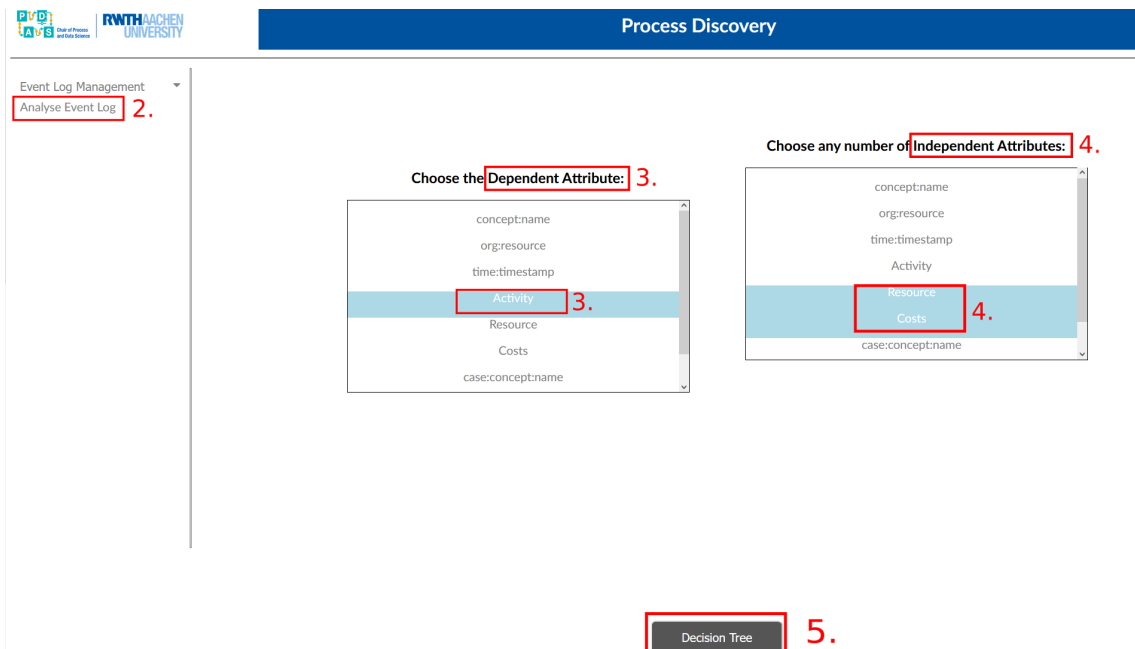 P D
A S
Chair of Process
and Data Science
RWTHAACHEN
UNIVERSITY
Process Discovery
Event Log Management
Analyse Event Log 2.
Choose the Dependent Attribute: 3.
concept:name
org:resource
time:timestamp
Activity 3.
Resource
Costs
case:concept:name
Choose any number of Independent Attributes: 4.
concept:name
org:resource
time:timestamp
Activity
Resource
Costs 4.
case:concept:name
Decision Tree 5.